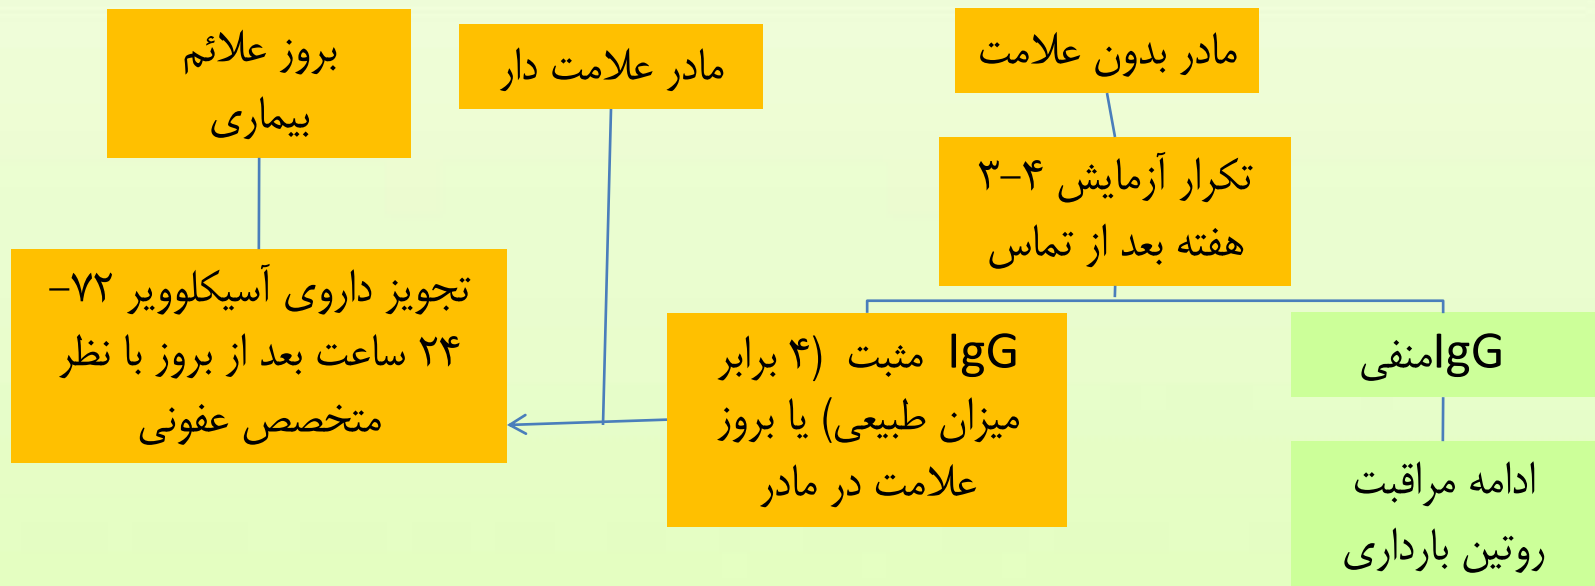 مادر بدون علامت
تکرار آزمایش ۴-۳
هفته بعد از تماس
IgGمنفی
ادامه مراقبت
روتین بارداری
IgG مثبت (۴ برابر
میزان طبیعی) یا بروز
علامت در مادر
مادر علامت دار
بروز علائم
بیماری
تجویز داروی آسیکلوویر ۷۲-
۲۴ ساعت بعد از بروز با نظر
متخصص عفونی